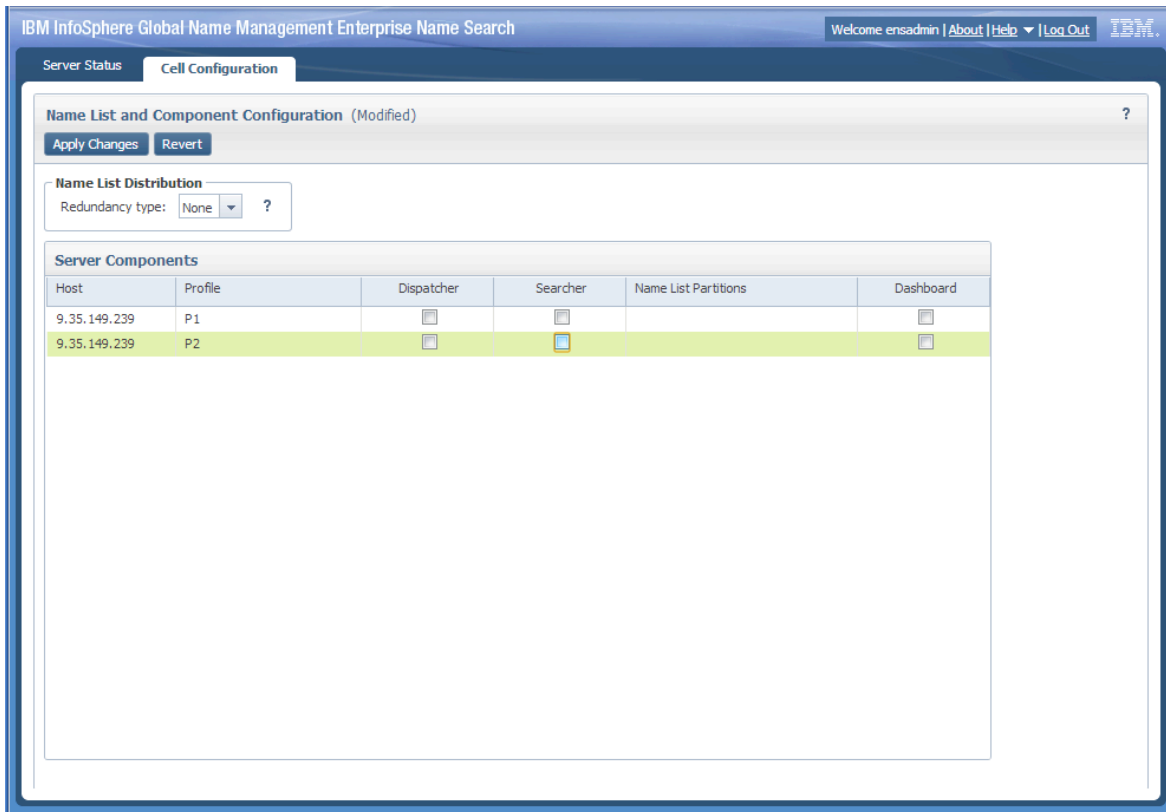 IBM InfoSphere Global Name Management Enterprise Name Search
Welcome ensadmin | About | Help | Log Out
IBM.
Server Status
Cell Configuration
Name List and Component Configuration (Modified)
?
Apply Changes
Revert
Name List Distribution
Redundancy type: None ?
Server Components
Host Profile Dispatcher Searcher Name List Partitions Dashboard
9.35.149.239 P1
9.35.149.239 P2